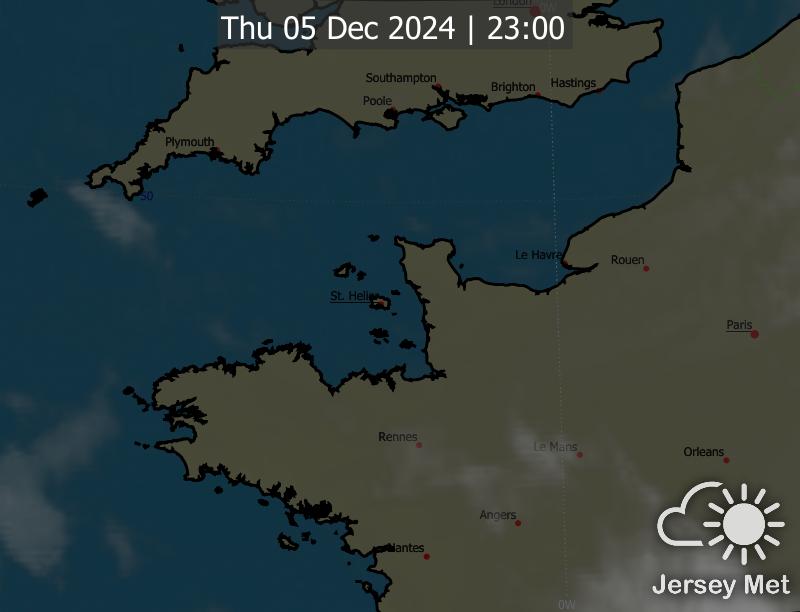 London
0W
Thu 05 Dec 2024 | 23:00
Southampton
Brighton
Hastings
Poole
Plymouth
50
Le Havre
Rouen
St. Helier
Paris
Rennes
Le Mans
Orleans
Angers
Nantes
Jersey Met
0W